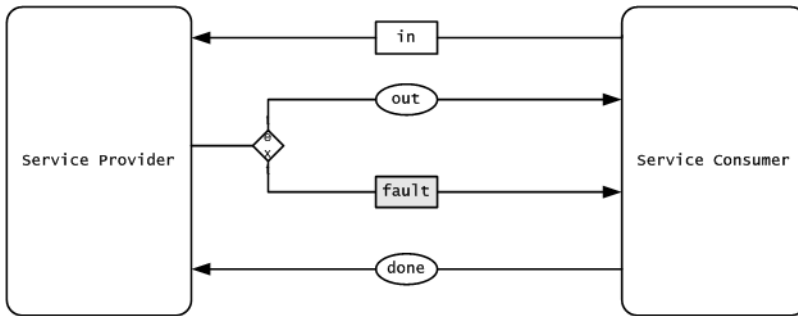 in
out
Service Provider
Service Consumer
fault
done